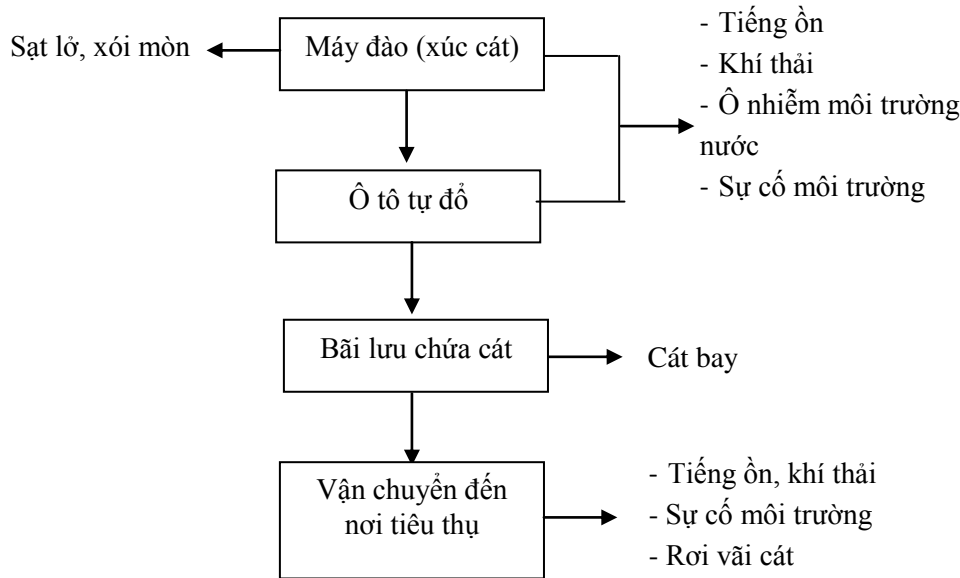 Sạt lở, xói mòn
Máy đào (xúc cát)
- Tiếng ồn
- Khí thải
- Ô nhiễm môi trường
nước
- Sự cố môi trường
Ô tô tự đổ
Bãi lưu chứa cát
Cát bay
Vận chuyển đến
nơi tiêu thụ
- Tiếng ồn, khí thải
- Sự cố môi trường
- Rơi vãi cát